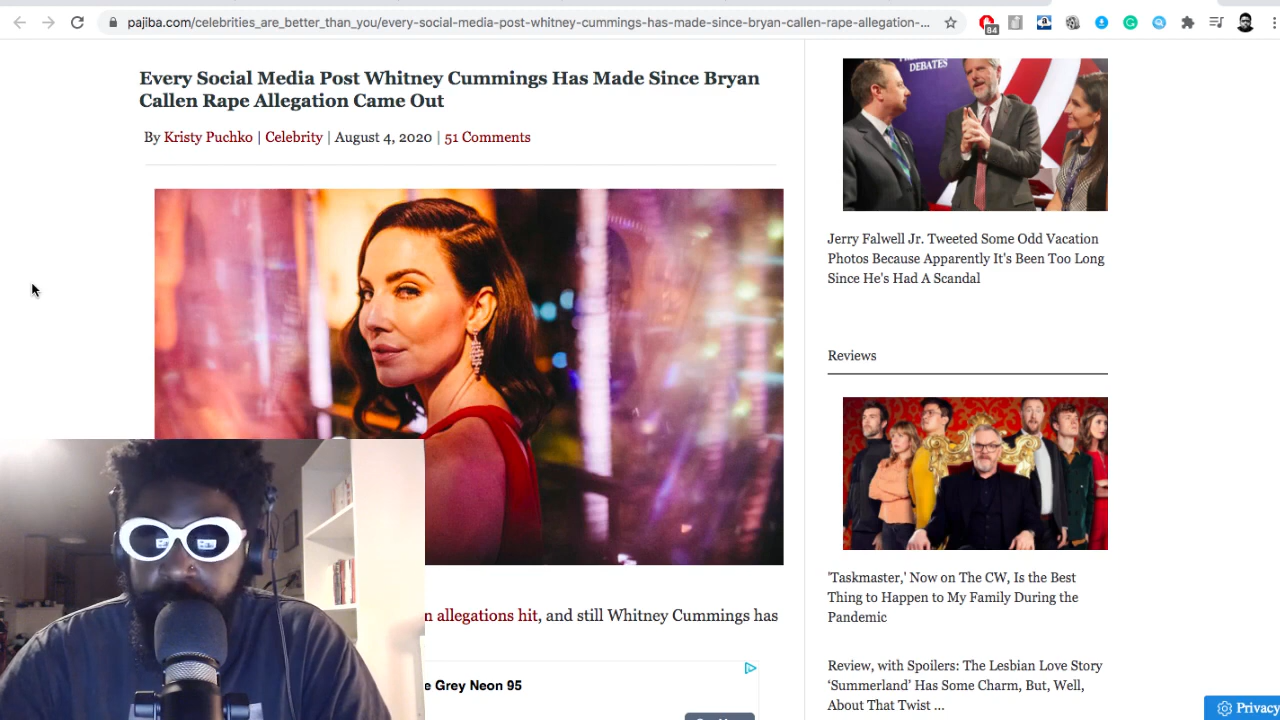 pajiba.com/celebrities_are_better_than_you/every-social-media-post-whitney-cummings-has-made-since-bryan-callen-rape-allegation-...
84
Every Social Media Post Whitney Cummings Has Made Since Bryan
Callen Rape Allegation Came Out
By Kristy Puchko | Celebrity | August 4, 2020 | 51 Comments
n allegations hit, and still Whitney Cummings has
e Grey Neon 95
DEBATES
Jerry Falwell Jr. Tweeted Some Odd Vacation
Photos Because Apparently It's Been Too Long
Since He's Had A Scandal
Reviews
'Taskmaster,' Now on The CW, Is the Best
Thing to Happen to My Family During the
Pandemic
Review, with Spoilers: The Lesbian Love Story
‘Summerland’ Has Some Charm, But, Well,
About That Twist ...
Privacy